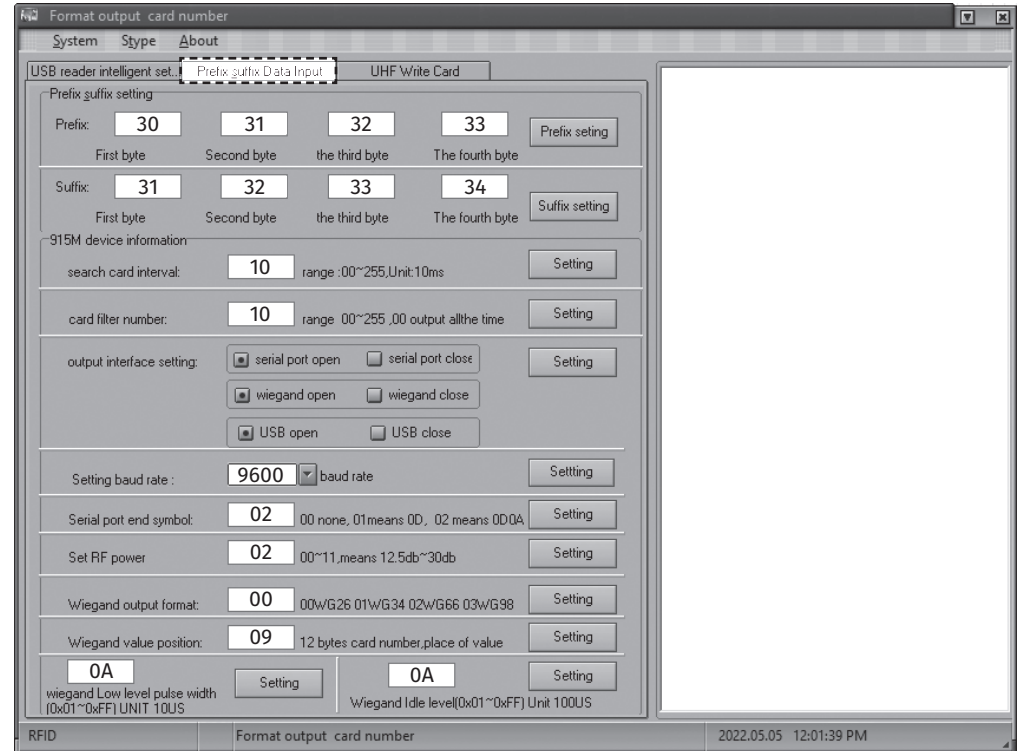 Format output card number
System Stype About
USB reader intelligent set.. Prefix suffix Data Input UHF Write Card
Prefix suffix setting
Prefix: 30 31 32 33 Prefix seting
First byte Second byte the third byte The fourth byte
Suffix: 31 32 33 34 Suffix setting
First byte Second byte the third byte The fourth byte
915M device information
search card interval: 10 range :00~255,Unit:10ms Setting
card filter number: 10 range 00~255 ,00 output allthe time Setting
output interface setting: serial port open serial port close Setting
wiegand open wiegand close
USB open USB close
Setting baud rate : 9600 baud rate Settting
Serial port end symbol: 02 00 none, 01means 0D, 02 means 0D0A Setting
Set RF power 02 00~11,means 12.5db~30db Setting
Wiegand output format: 00 00WG26 01WG34 02WG66 03WG98 Setting
Wiegand value position: 09 12 bytes card number,place of value Setting
0A Setting 0A Setting
wiegand Low level pulse width
(0x01~0xFF) UNIT 10US Wiegand Idle level(0x01~0xFF) Unit 100US
RFID Format output card number 2022.05.05 12:01:39 PM